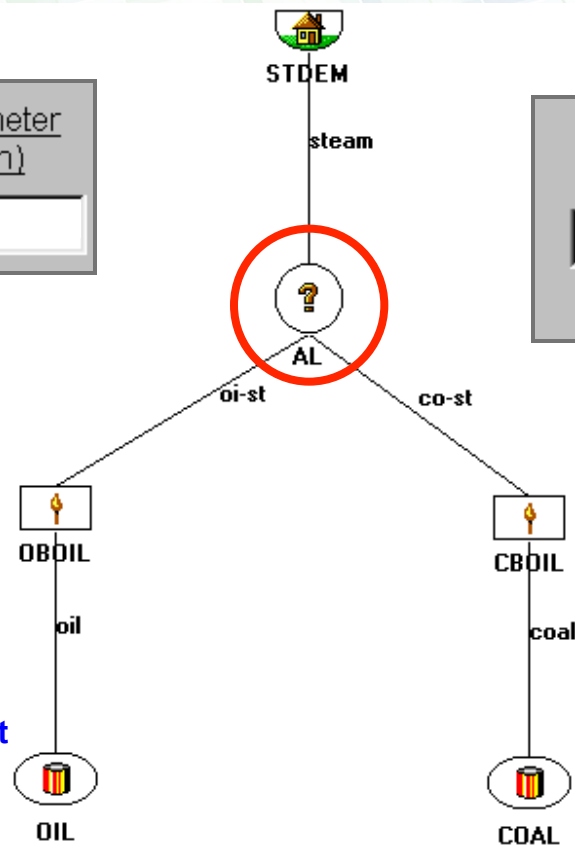 STDEM
steam
?
AL
oi-st
co-st
OBOIL
CBOIL
oil
coal
OIL
COAL